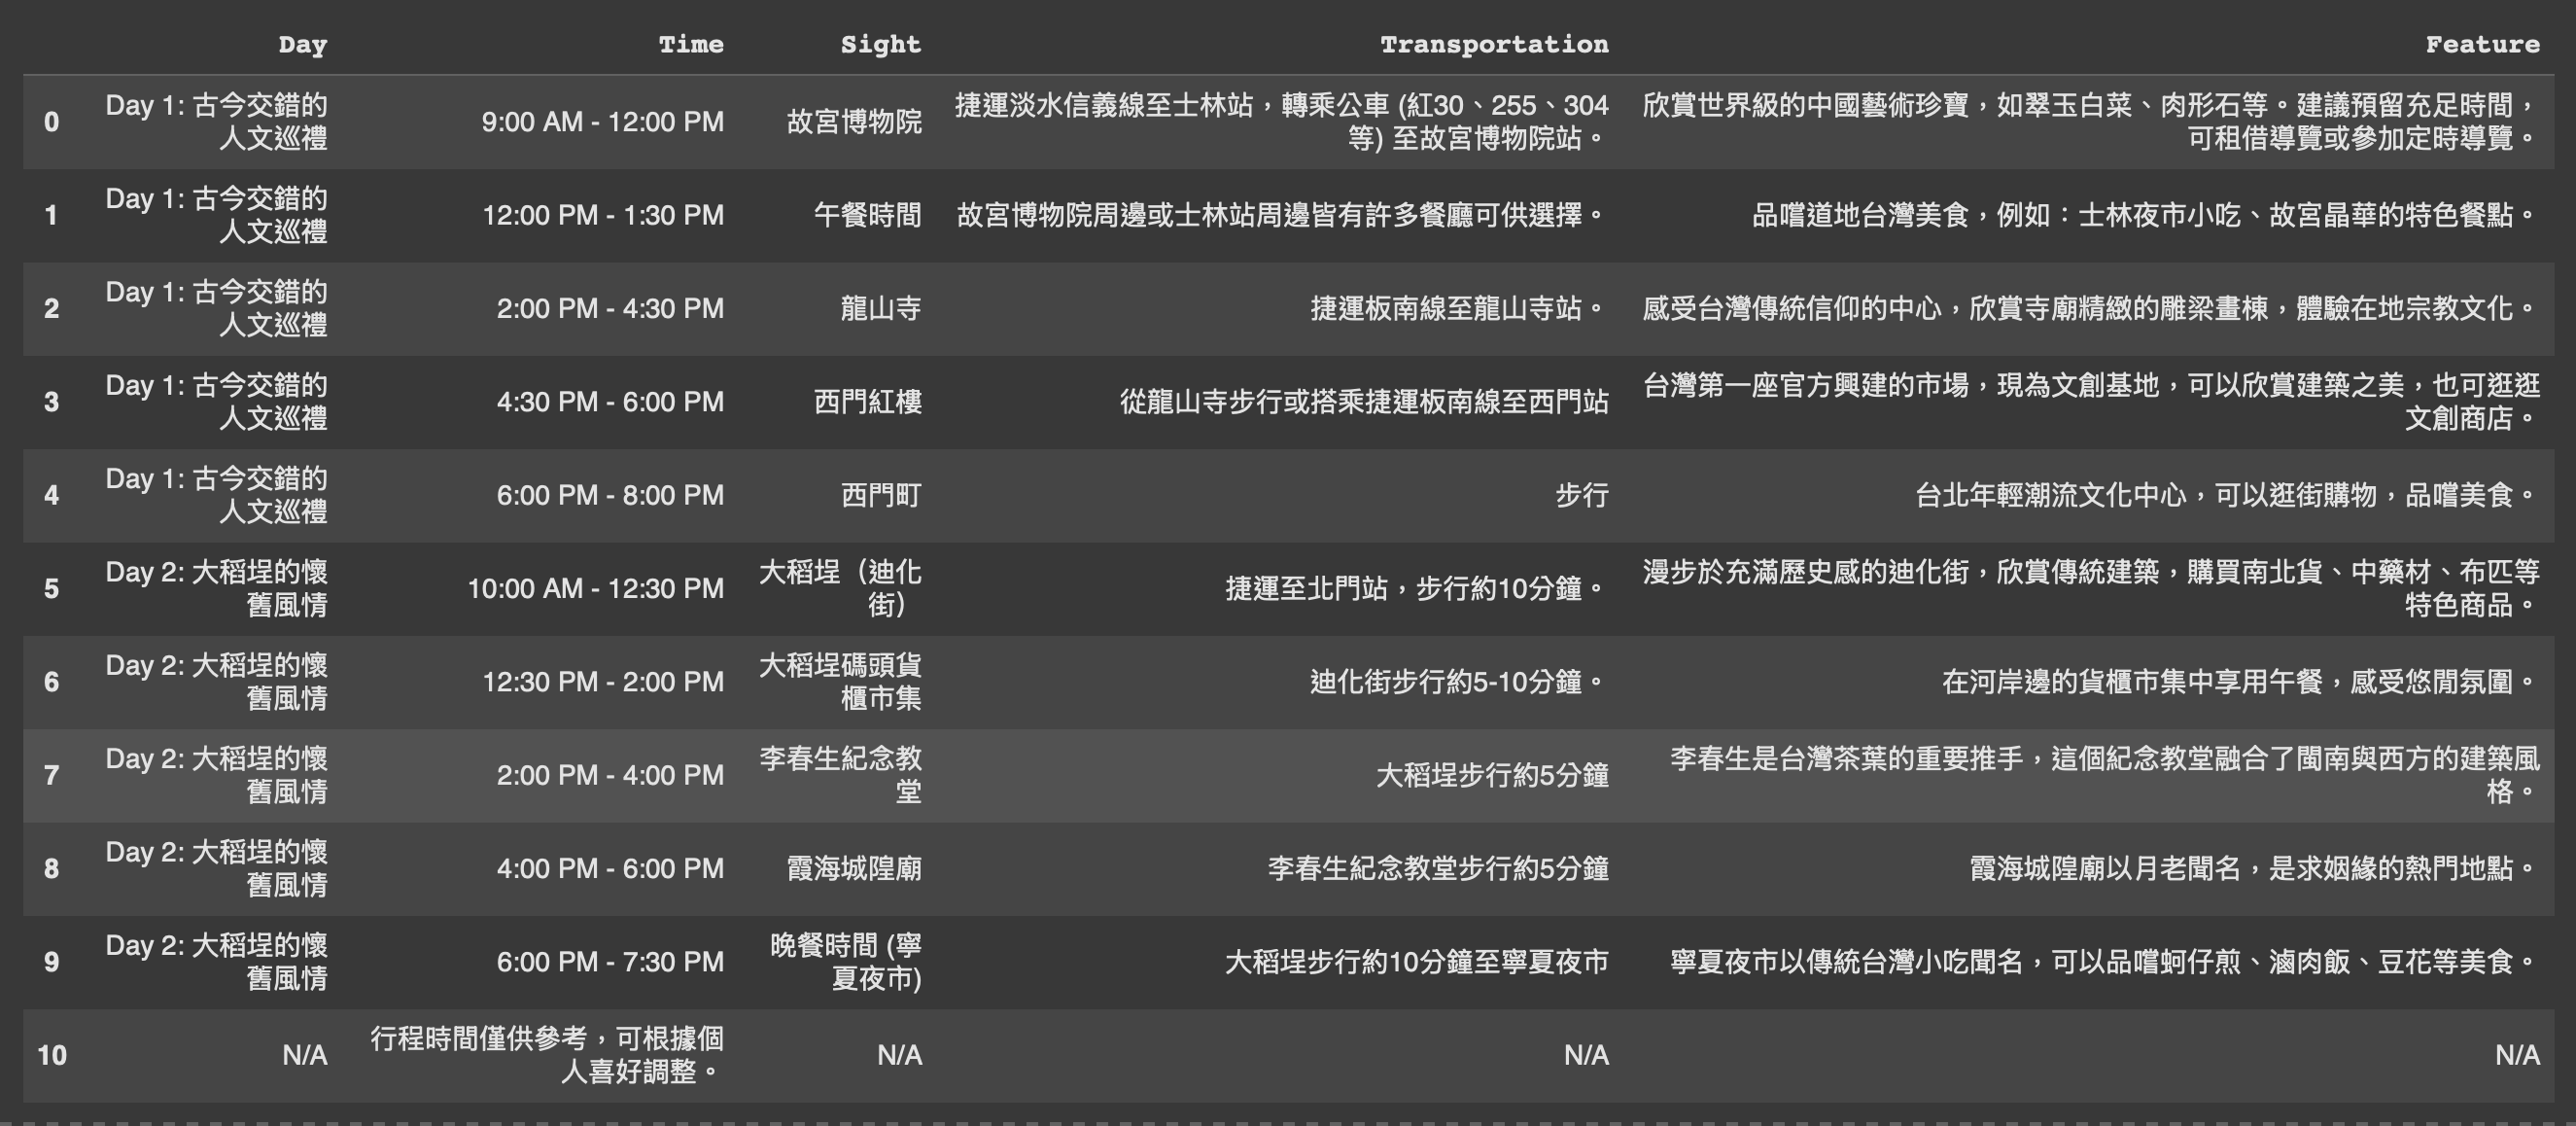 Day Time Sight Transportation Feature
0 Day 1: 古今交錯的人文巡禮 9:00 AM - 12:00 PM 故宮博物院 捷運淡水信義線至士林站，轉乘公車 (紅30、255、304等) 至故宮博物院站。 欣賞世界級的中國藝術珍寶，如翠玉白菜、肉形石等。建議預留充足時間，可租借導覽或參加定時導覽。
1 Day 1: 古今交錯的人文巡禮 12:00 PM - 1:30 PM 午餐時間 故宮博物院周邊或士林站周邊皆有許多餐廳可供選擇。 品嚐道地台灣美食，例如：士林夜市小吃、故宮晶華的特色餐點。
2 Day 1: 古今交錯的人文巡禮 2:00 PM - 4:30 PM 龍山寺 捷運板南線至龍山寺站。 感受台灣傳統信仰的中心，欣賞寺廟精緻的雕梁畫棟，體驗在地宗教文化。
3 Day 1: 古今交錯的人文巡禮 4:30 PM - 6:00 PM 西門紅樓 從龍山寺步行或搭乘捷運板南線至西門站 台灣第一座官方興建的市場，現為文創基地，可以欣賞建築之美，也可逛逛文創商店。
4 Day 1: 古今交錯的人文巡禮 6:00 PM - 8:00 PM 西門町 步行 台北年輕潮流文化中心，可以逛街購物，品嚐美食。
5 Day 2: 大稻埕的懷舊風情 10:00 AM - 12:30 PM 大稻埕（迪化街） 捷運至北門站，步行約10分鐘。 漫步於充滿歷史感的迪化街，欣賞傳統建築，購買南北貨、中藥材、布匹等特色商品。
6 Day 2: 大稻埕的懷舊風情 12:30 PM - 2:00 PM 大稻埕碼頭貨櫃市集 迪化街步行約5-10分鐘。 在河岸邊的貨櫃市集中享用午餐，感受悠閒氛圍。
7 Day 2: 大稻埕的懷舊風情 2:00 PM - 4:00 PM 李春生紀念教堂 大稻埕步行約5分鐘 李春生是台灣茶葉的重要推手，這個紀念教堂融合了閩南與西方的建築風格。
8 Day 2: 大稻埕的懷舊風情 4:00 PM - 6:00 PM 霞海城隍廟 李春生紀念教堂步行約5分鐘 霞海城隍廟以月老聞名，是求姻緣的熱門地點。
9 Day 2: 大稻埕的懷舊風情 6:00 PM - 7:30 PM 晚餐時間 (寧夏夜市) 大稻埕步行約10分鐘至寧夏夜市 寧夏夜市以傳統台灣小吃聞名，可以品嚐蚵仔煎、滷肉飯、豆花等美食。
10 N/A 行程時間僅供參考，可根據個人喜好調整。 N/A N/A N/A